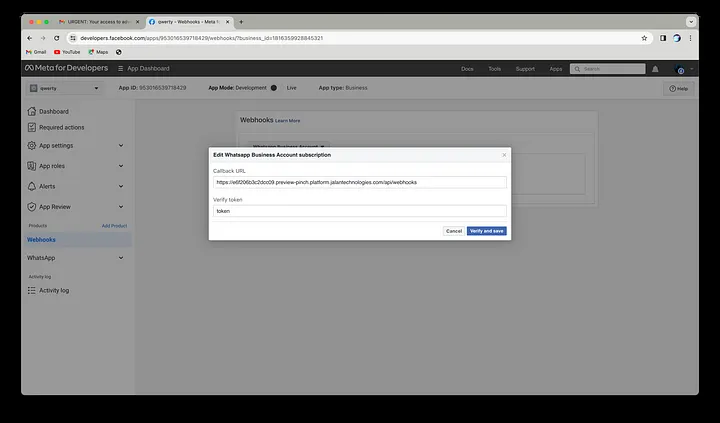 URGENT: Your access to adv
qwerty - Webhooks - Meta f
developers.facebook.com/apps/953016539718429/webhooks/?business_id=1816359928845321
Gmail YouTube Maps
Meta for Developers App Dashboard Docs Tools Support Apps Search
qwerty App ID: 953016539718429 App Mode: Development Live App type: Business Help
Dashboard
Required actions
App settings
App roles
Alerts
App Review
Products Add Product
Webhooks
WhatsApp
Activity log
Activity log
Webhooks Learn More
Edit Whatsapp Business Account subscription
Callback URL
https://e6f206b3c2dcc09.preview-pinch.platform.jalantechnologies.com/api/webhooks
Verify token
token
Cancel Verify and save